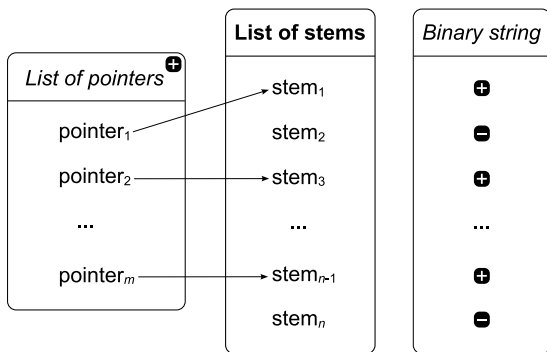 List of pointers +
pointer₁
pointer₂
...
pointerₘ
List of stems
stem₁
stem₂
stem₃
...
stemₙ₋₁
stemₙ
Binary string
+
−
+
...
+
−